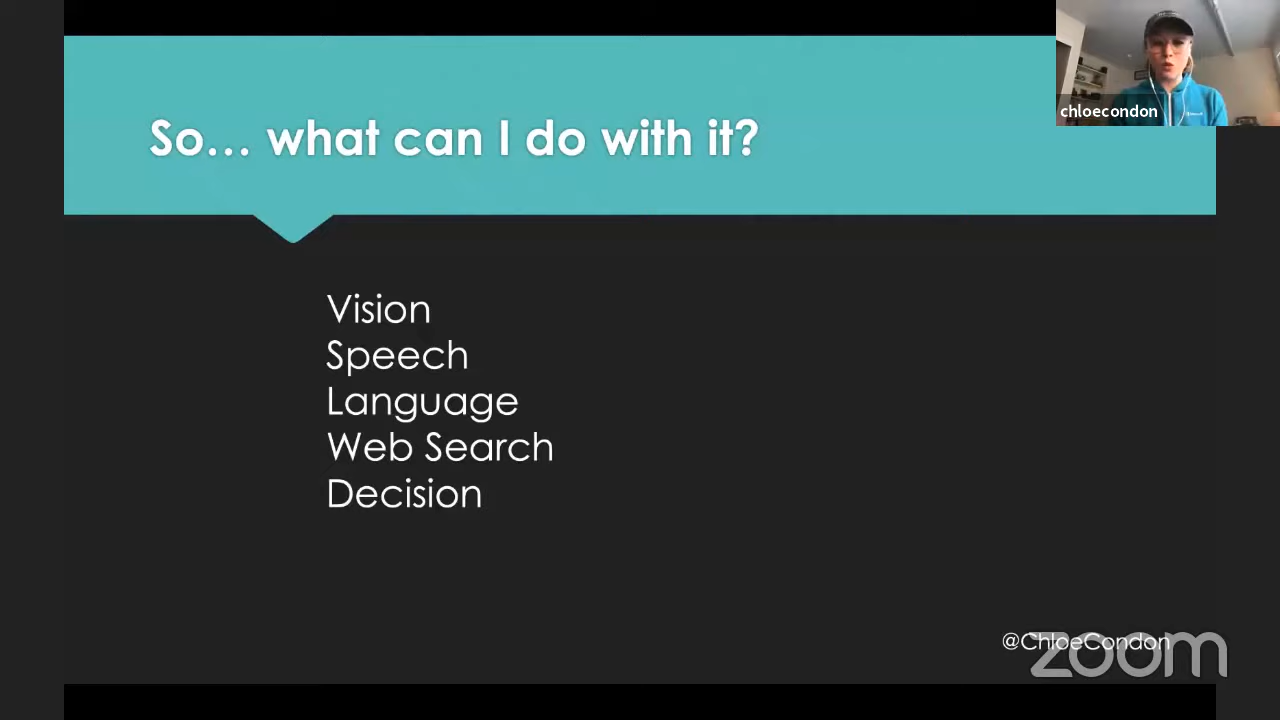 So... what can I do with it?
chloecondon
Vision
Speech
Language
Web Search
Decision
@ChloeCondon
zoom